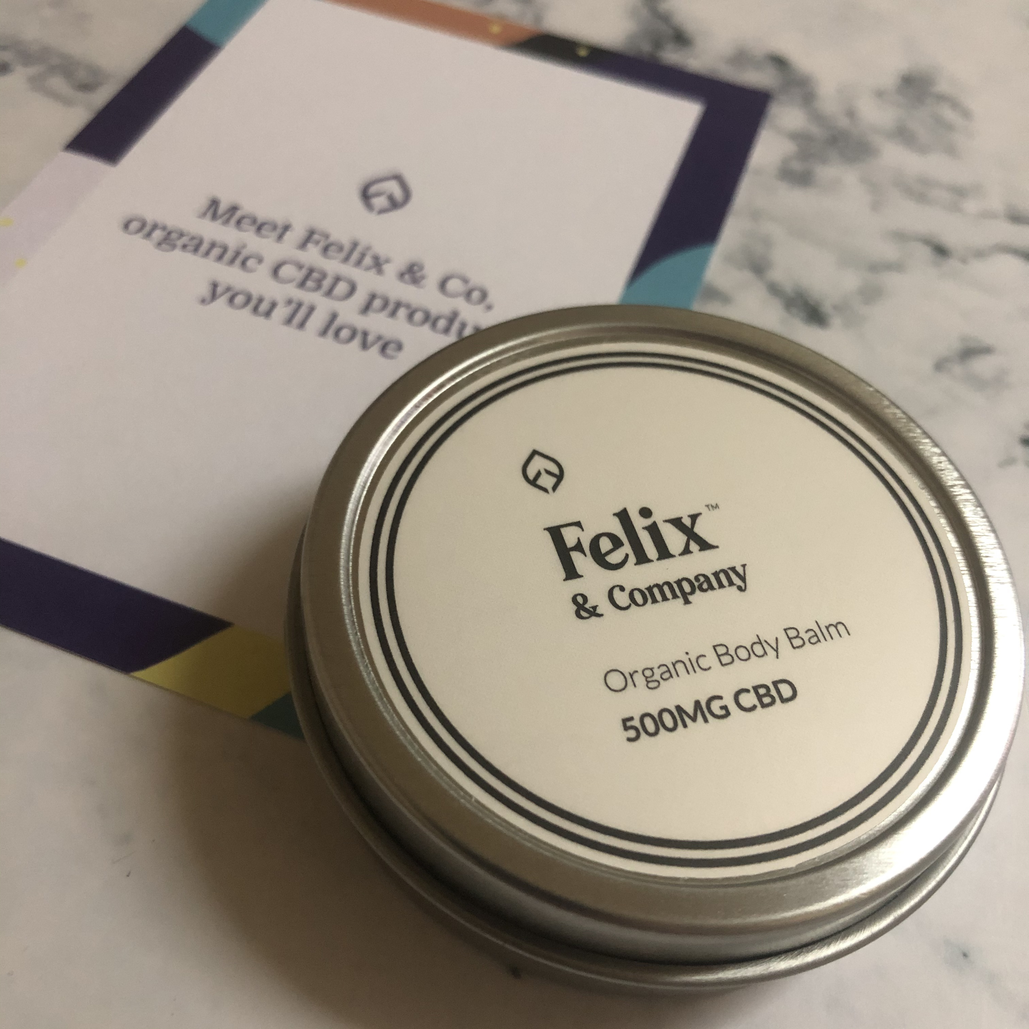 Meet Felix & Co.
organic CBD produ
you'll love
Felix™
& Company
Organic Body Balm
500MG CBD